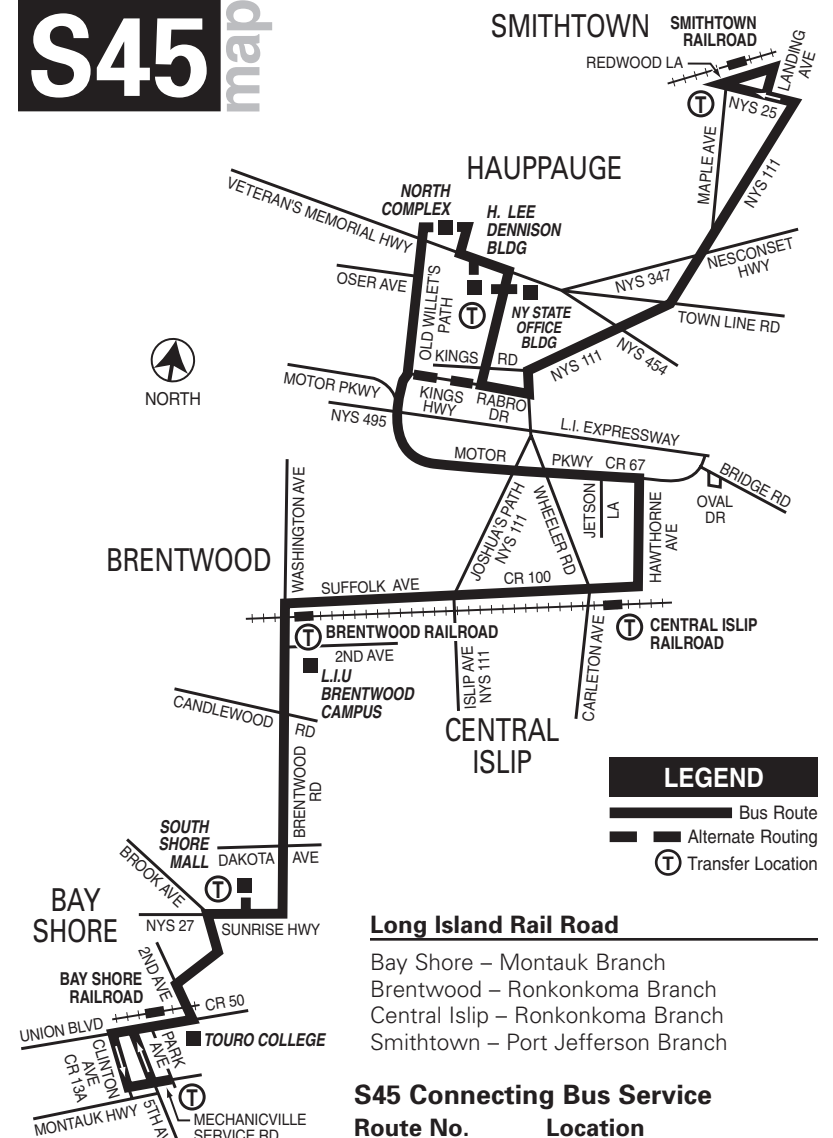 S45
map
SMITHTOWN
SMITHTOWN
RAILROAD
REDWOOD LA
LANDING
AVE
NYS 25
MAPLE AVE
NYS 111
HAUPPAUGE
NORTH
COMPLEX
H. LEE
DENNISON
BLDG
VETERAN'S MEMORIAL HWY
OSER AVE
OLD WILLET'S
PATH
NY STATE
OFFICE
BLDG
NYS 347
NESCONSET
HWY
TOWN LINE RD
NYS 454
NYS 111
KINGS RD
KINGS
HWY
RABRO
DR
NORTH
MOTOR PKWY
NYS 495
L.I. EXPRESSWAY
MOTOR PKWY CR 67
BRIDGE RD
OVAL
DR
JETSON
LA
HAWTHORNE
AVE
JOSHUA'S PATH
NYS 111
WHEELER RD
WASHINGTON AVE
BRENTWOOD
SUFFOLK AVE
CR 100
BRENTWOOD RAILROAD
CENTRAL ISLIP
RAILROAD
2ND AVE
L.I.U
BRENTWOOD
CAMPUS
ISLIP AVE
NYS 111
CARLETON AVE
CANDLEWOOD RD
CENTRAL
ISLIP
BRENTWOOD
RD
SOUTH
SHORE
MALL
DAKOTA AVE
BROOK AVE
BAY
SHORE
NYS 27
SUNRISE HWY
2ND AVE
BAY SHORE
RAILROAD
CR 50
UNION BLVD
TOURO COLLEGE
PARK
AVE
CLINTON
AVE
CR 13A
MONTAUK HWY
5TH AV
MECHANICVILLE
SERVICE RD
T
T
T
T
T
T
LEGEND
Bus Route
Alternate Routing
T Transfer Location
Long Island Rail Road
Bay Shore – Montauk Branch
Brentwood – Ronkonkoma Branch
Central Islip – Ronkonkoma Branch
Smithtown – Port Jefferson Branch
S45 Connecting Bus Service
Route No. Location